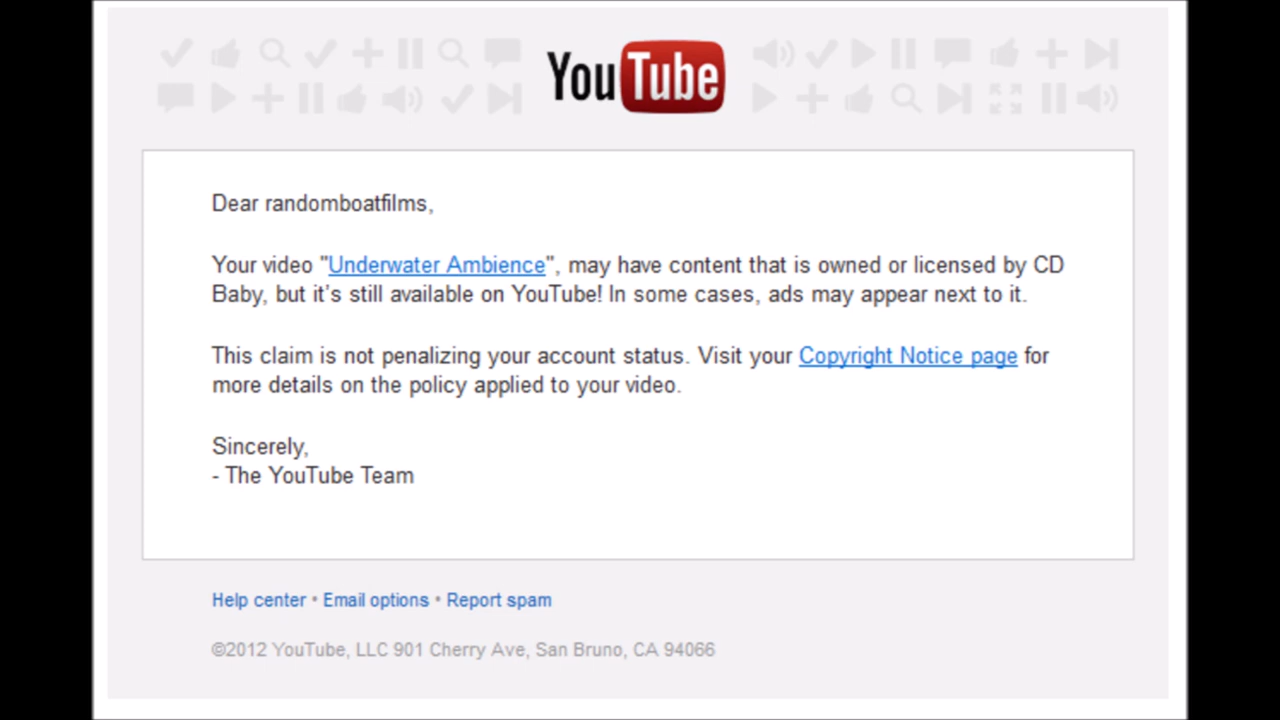 YouTube
Dear randomboatfilms,
Your video "Underwater Ambience", may have content that is owned or licensed by CD
Baby, but it's still available on YouTube! In some cases, ads may appear next to it.
This claim is not penalizing your account status. Visit your Copyright Notice page for
more details on the policy applied to your video.
Sincerely,
- The YouTube Team
Help center • Email options • Report spam
©2012 YouTube, LLC 901 Cherry Ave, San Bruno, CA 94066